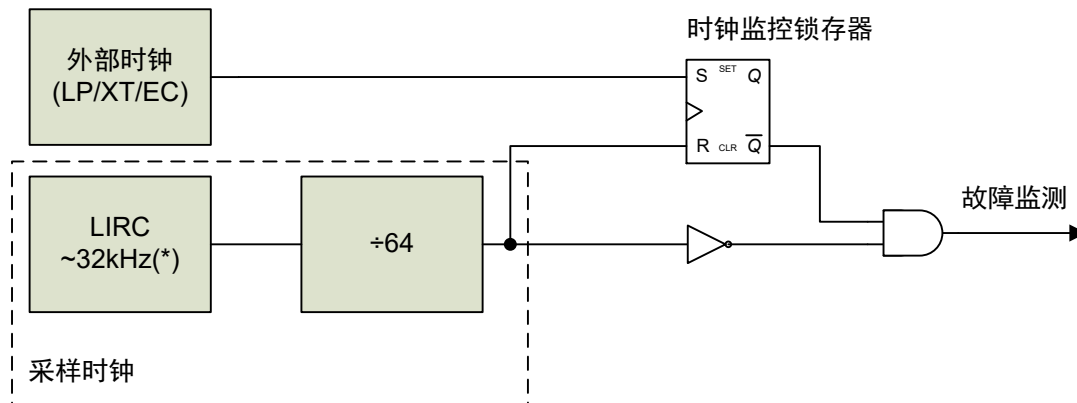 时钟监控锁存器
外部时钟
(LP/XT/EC)
S SET Q
R CLR Q̅
LIRC
~32kHz(*)
÷64
故障监测
采样时钟